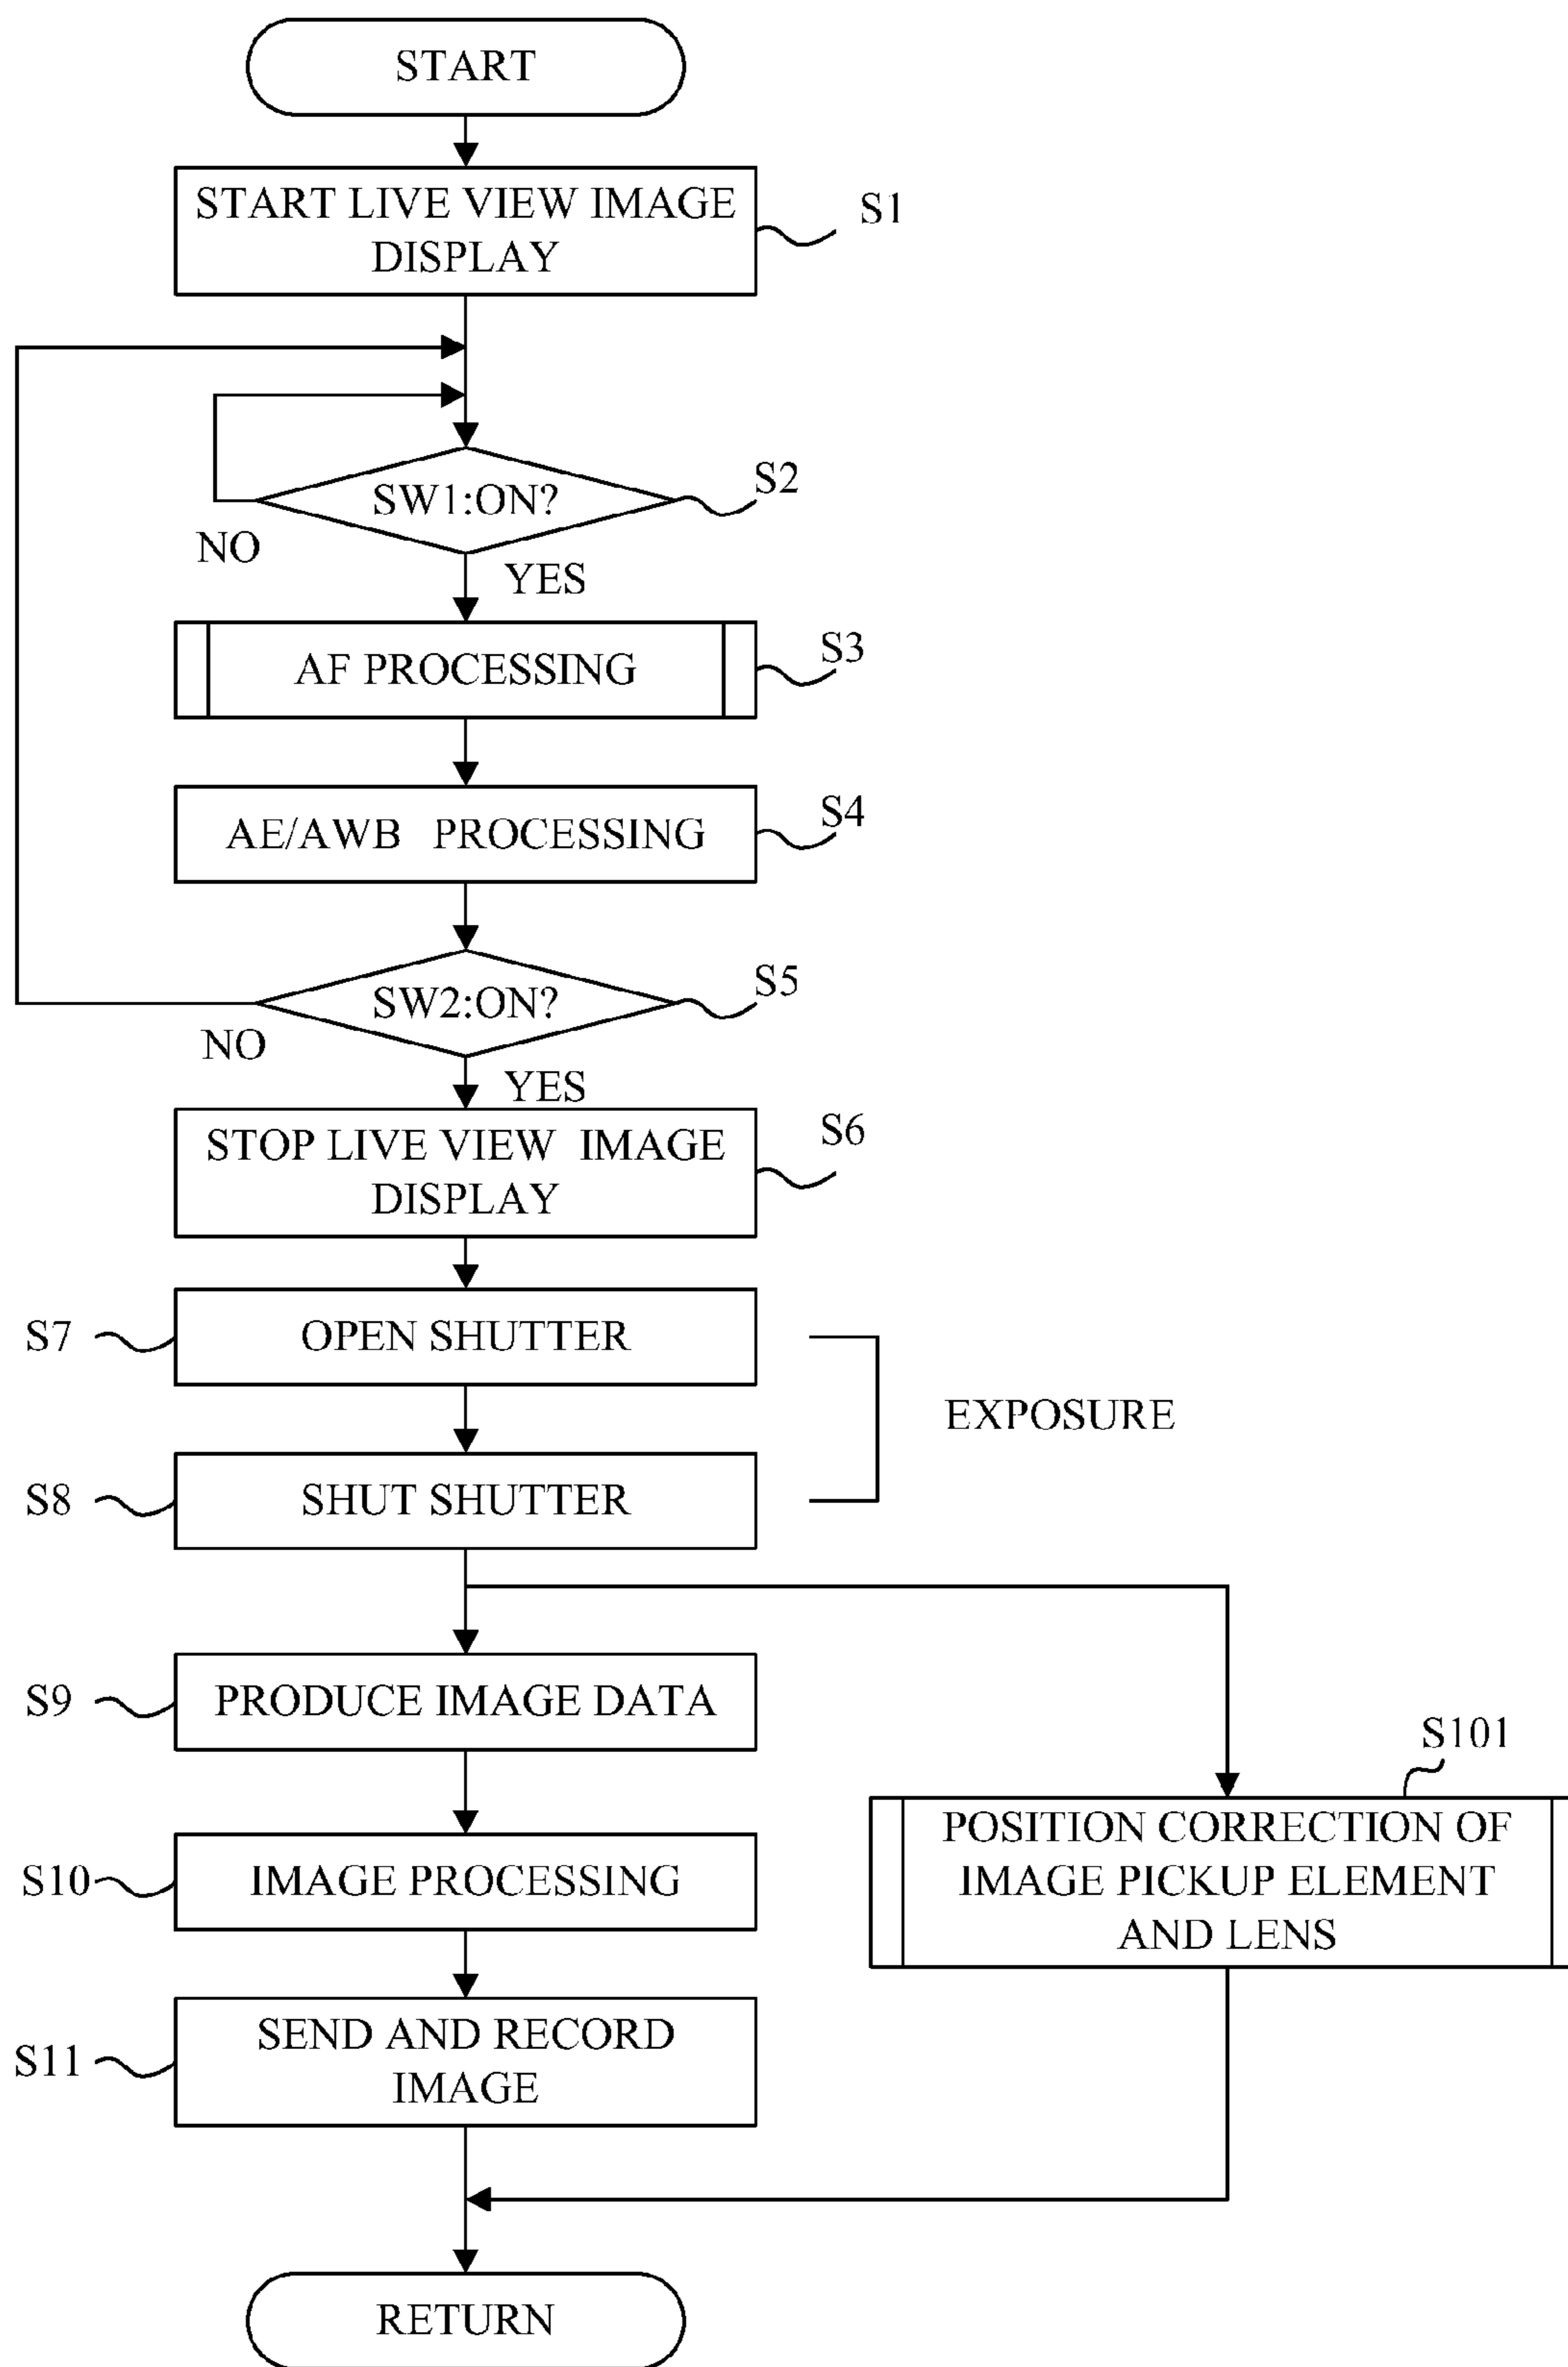 START
START LIVE VIEW IMAGE
DISPLAY
S1
SW1:ON?
S2
NO
YES
AF PROCESSING
S3
AE/AWB PROCESSING
S4
SW2:ON?
S5
NO
YES
STOP LIVE VIEW IMAGE
DISPLAY
S6
S7
OPEN SHUTTER
EXPOSURE
S8
SHUT SHUTTER
S9
PRODUCE IMAGE DATA
S101
POSITION CORRECTION OF
IMAGE PICKUP ELEMENT
AND LENS
S10
IMAGE PROCESSING
S11
SEND AND RECORD
IMAGE
RETURN